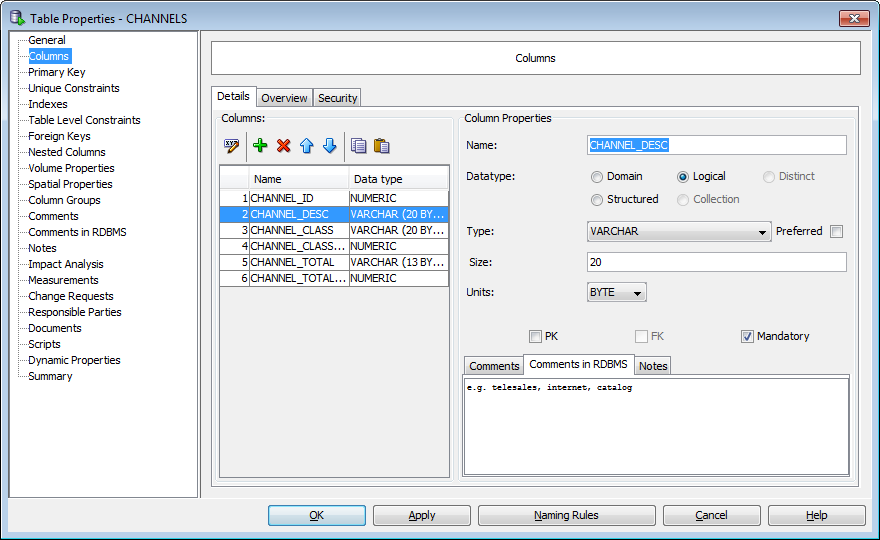 Table Properties - CHANNELS
General
Columns
Primary Key
Unique Constraints
Indexes
Table Level Constraints
Foreign Keys
Nested Columns
Volume Properties
Spatial Properties
Column Groups
Comments
Comments in RDBMS
Notes
Impact Analysis
Measurements
Change Requests
Responsible Parties
Documents
Scripts
Dynamic Properties
Summary
Columns
Details Overview Security
Columns:
Name Data type
1 CHANNEL_ID NUMERIC
2 CHANNEL_DESC VARCHAR (20 BY...
3 CHANNEL_CLASS VARCHAR (20 BY...
4 CHANNEL_CLASS... NUMERIC
5 CHANNEL_TOTAL VARCHAR (13 BY...
6 CHANNEL_TOTAL... NUMERIC
Column Properties
Name: CHANNEL_DESC
Datatype: Domain Logical Distinct
Structured Collection
Type: VARCHAR Preferred
Size: 20
Units: BYTE
PK FK Mandatory
Comments Comments in RDBMS Notes
e.g. telesales, internet, catalog
OK Apply Naming Rules Cancel Help